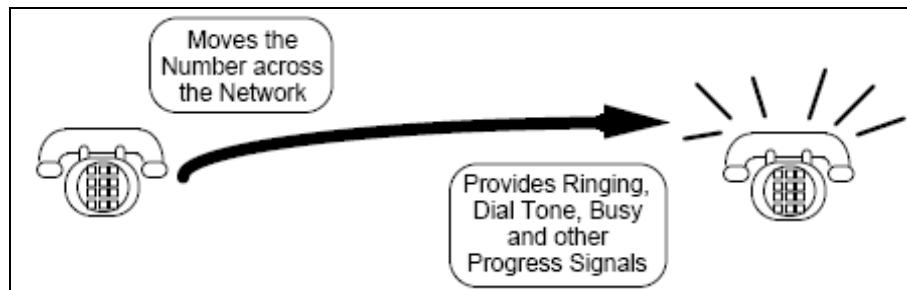 Moves the
Number across
the Network
Provides Ringing,
Dial Tone, Busy
and other
Progress Signals